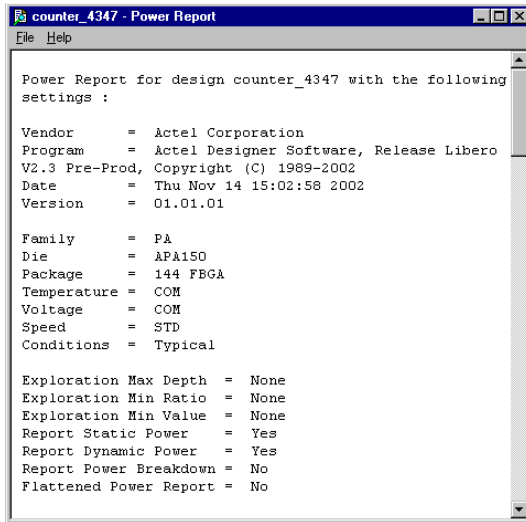 counter_4347 - Power Report
File Help
Power Report for design counter_4347 with the following
settings :
Vendor = Actel Corporation
Program = Actel Designer Software, Release Libero
V2.3 Pre-Prod, Copyright (C) 1989-2002
Date = Thu Nov 14 15:02:58 2002
Version = 01.01.01
Family = PA
Die = APA150
Package = 144 FBGA
Temperature = COM
Voltage = COM
Speed = STD
Conditions = Typical
Exploration Max Depth = None
Exploration Min Ratio = None
Exploration Min Value = None
Report Static Power = Yes
Report Dynamic Power = Yes
Report Power Breakdown = No
Flattened Power Report = No